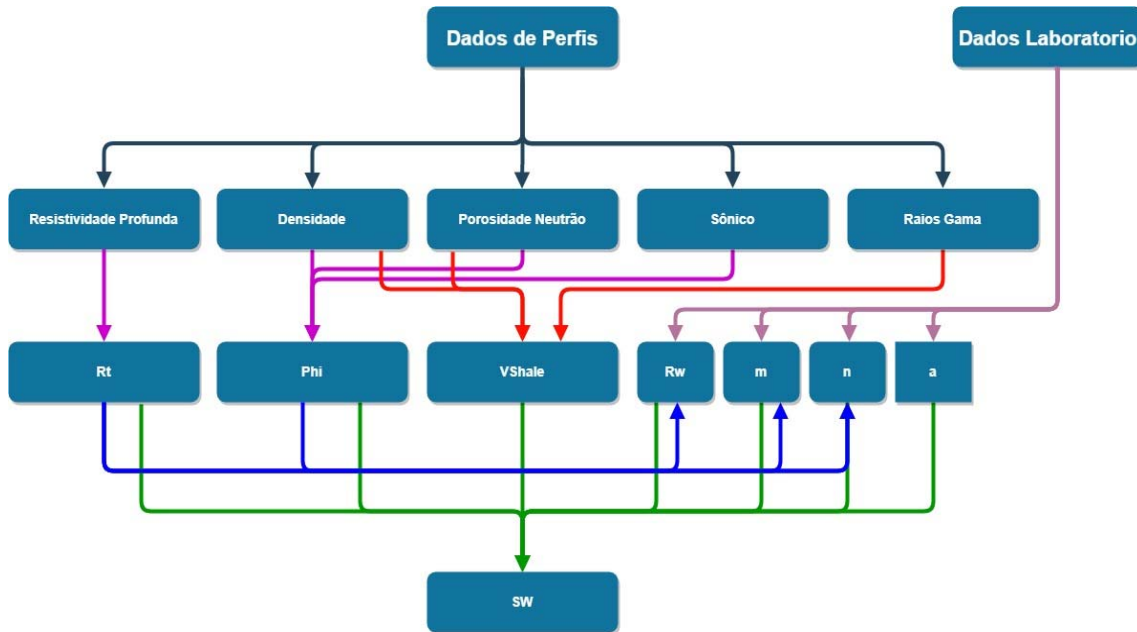 Dados de Perfis
Dados Laboratorio
Resistividade Profunda
Densidade
Porosidade Neutrão
Sônico
Raios Gama
Rt
Phi
VShale
Rw
m
n
a
SW